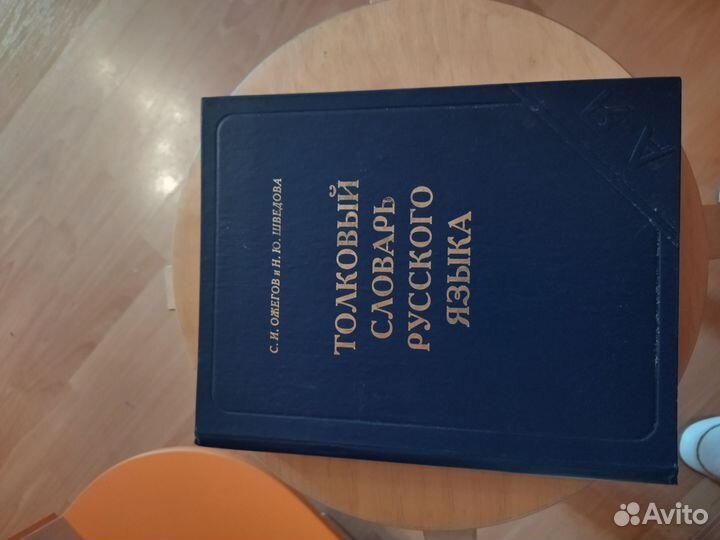 С. И. ОЖЕГОВ и Н. Ю. ШВЕДОВА
ТОЛКОВЫЙ
СЛОВАРЬ
РУССКОГО
ЯЗЫКА
Avito